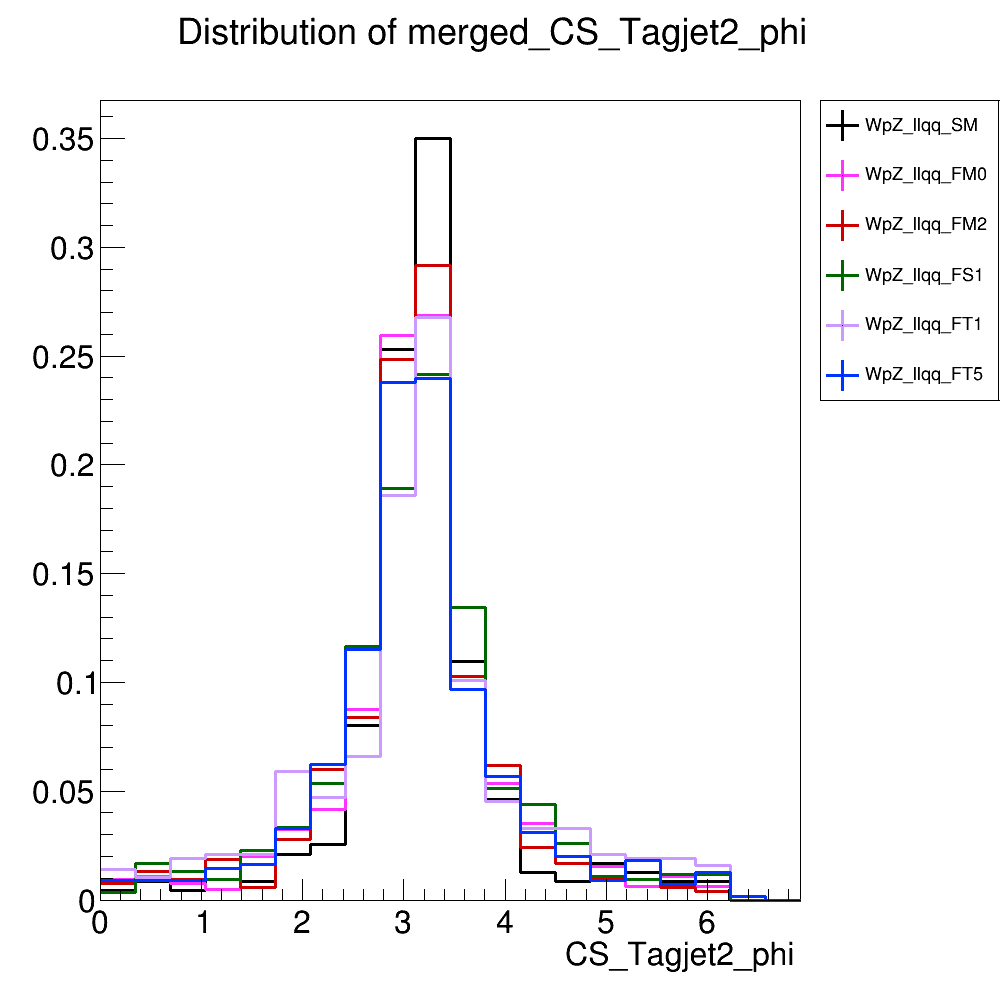 Distribution of merged_CS_Tagjet2_phi
WpZ_llqq_SM
WpZ_llqq_FM0
WpZ_llqq_FM2
WpZ_llqq_FS1
WpZ_llqq_FT1
WpZ_llqq_FT5
0.35
0.3
0.25
0.2
0.15
0.1
0.05
0
0 1 2 3 4 5 6
CS_Tagjet2_phi